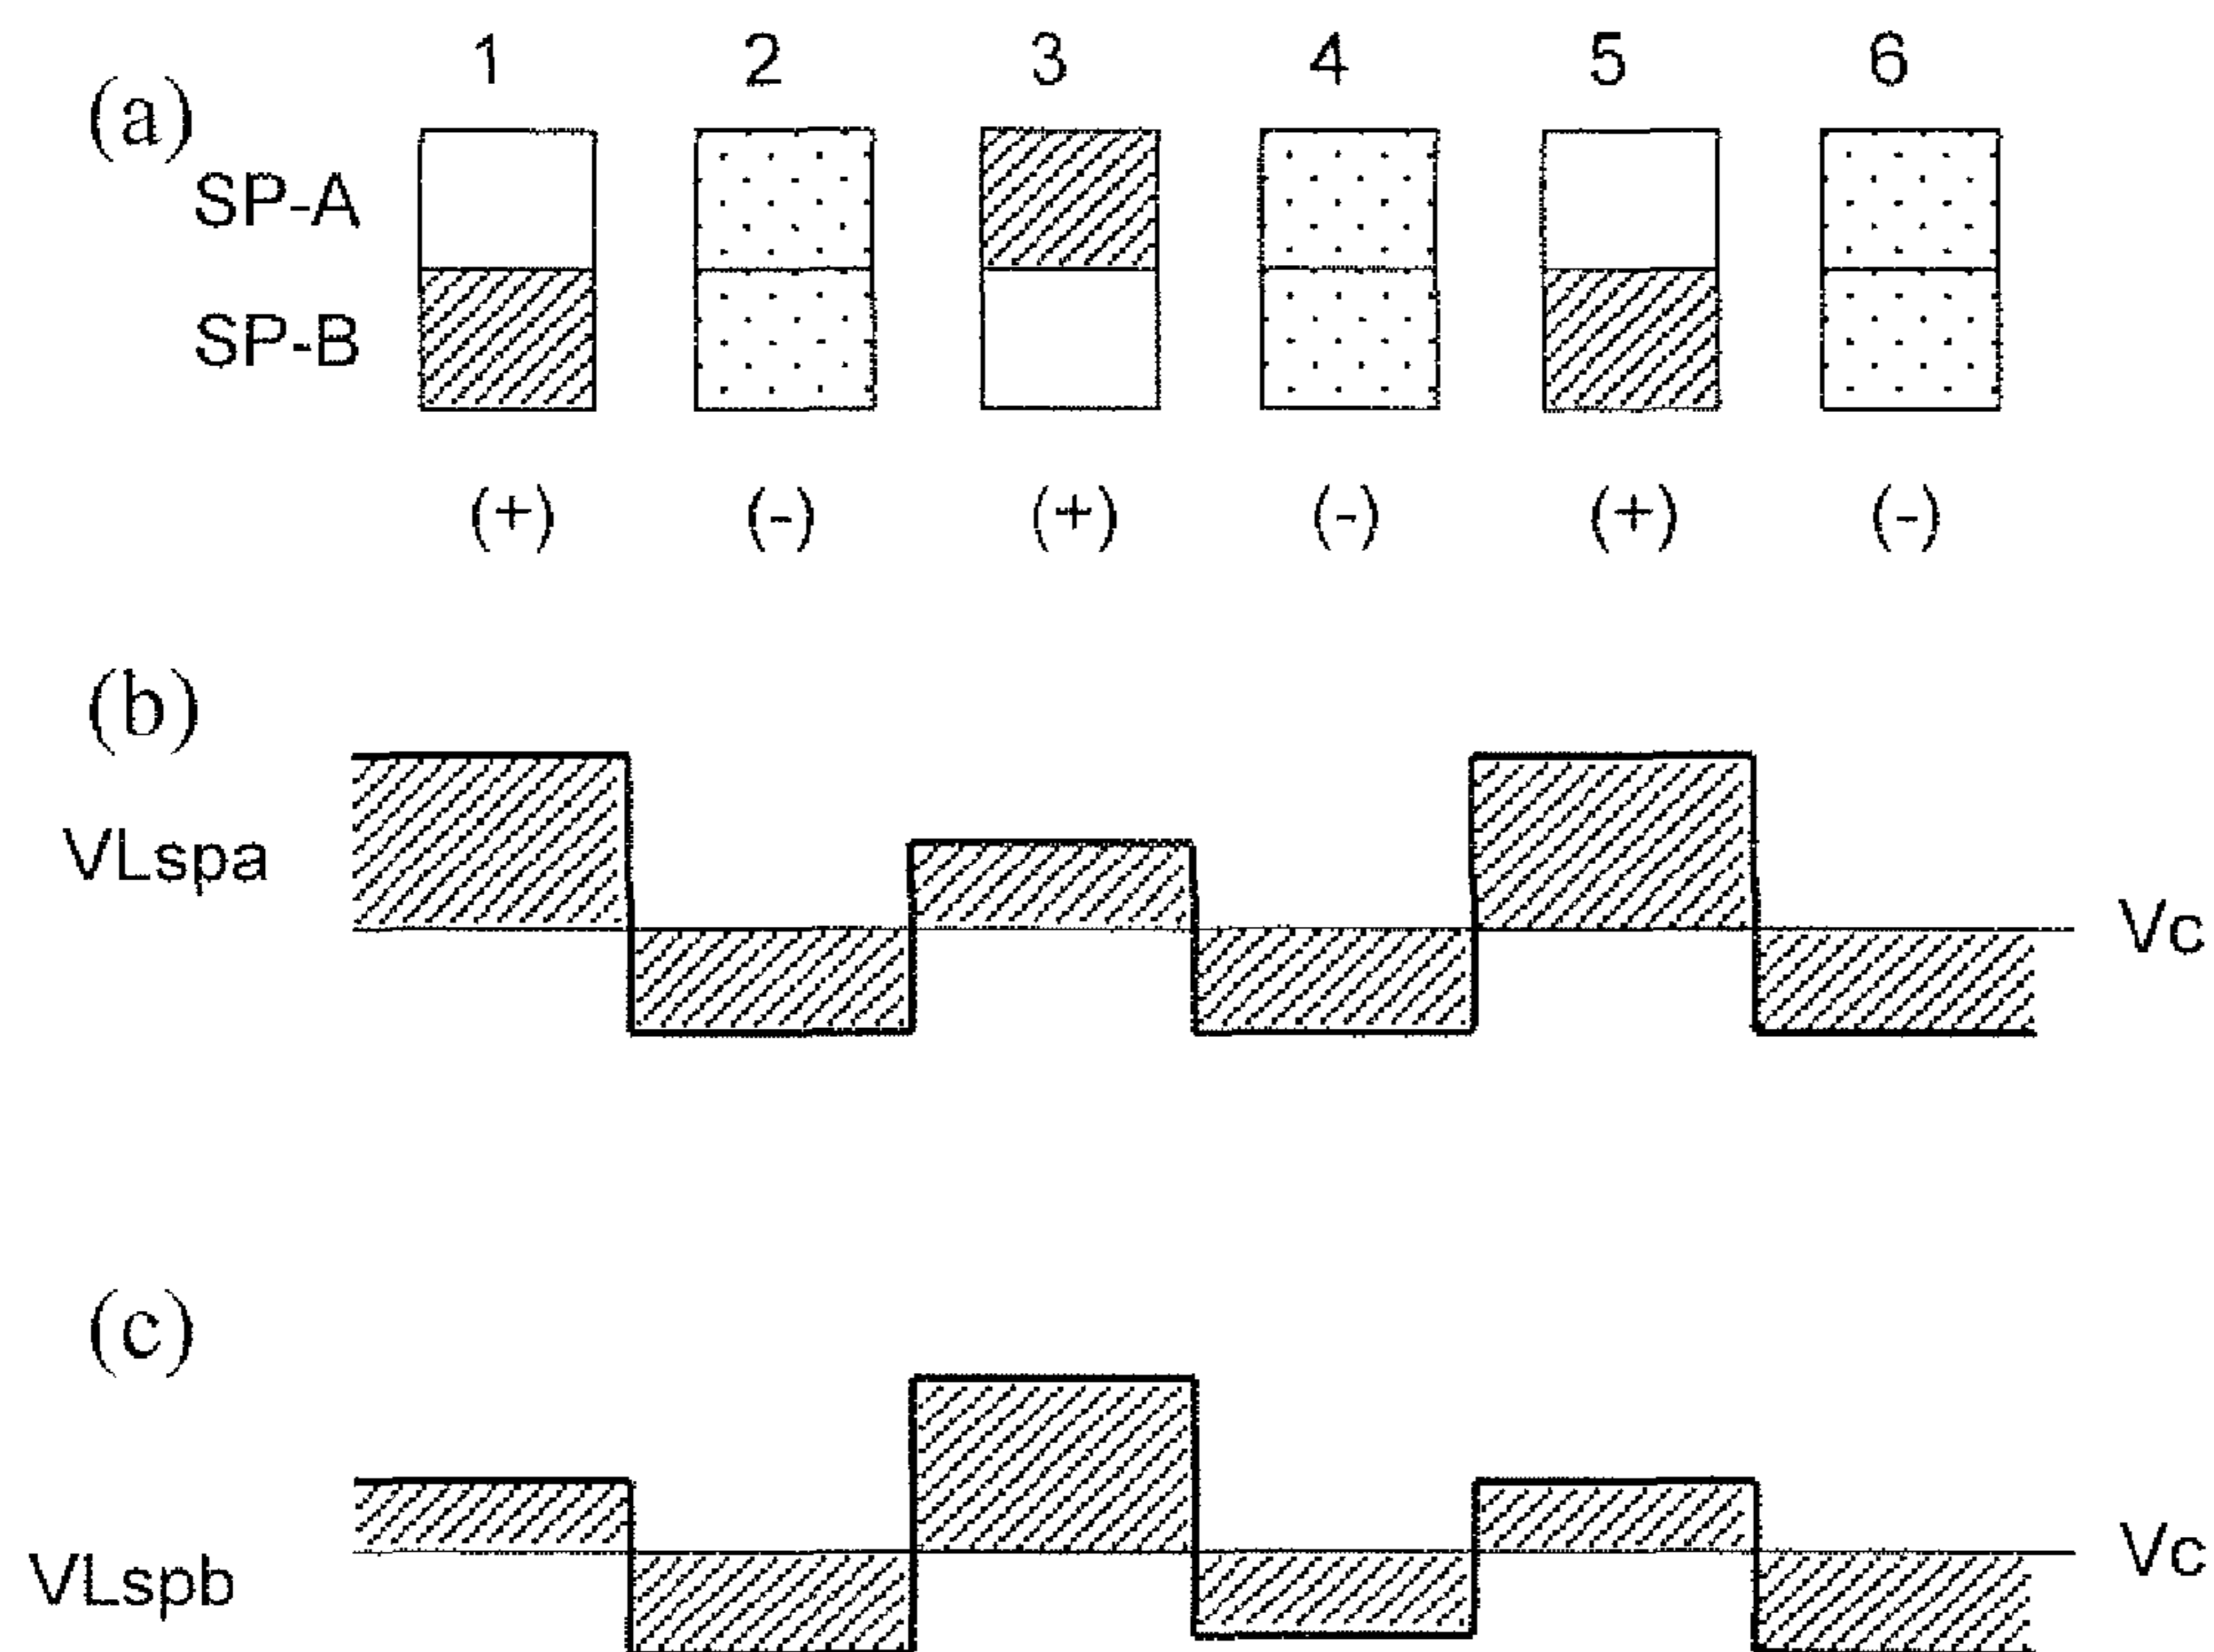 1 2 3 4 5 6
(a)
SP-A
SP-B
(+) (-) (+) (-) (+) (-)
(b)
VLspa
Vc
(c)
VLspb
Vc